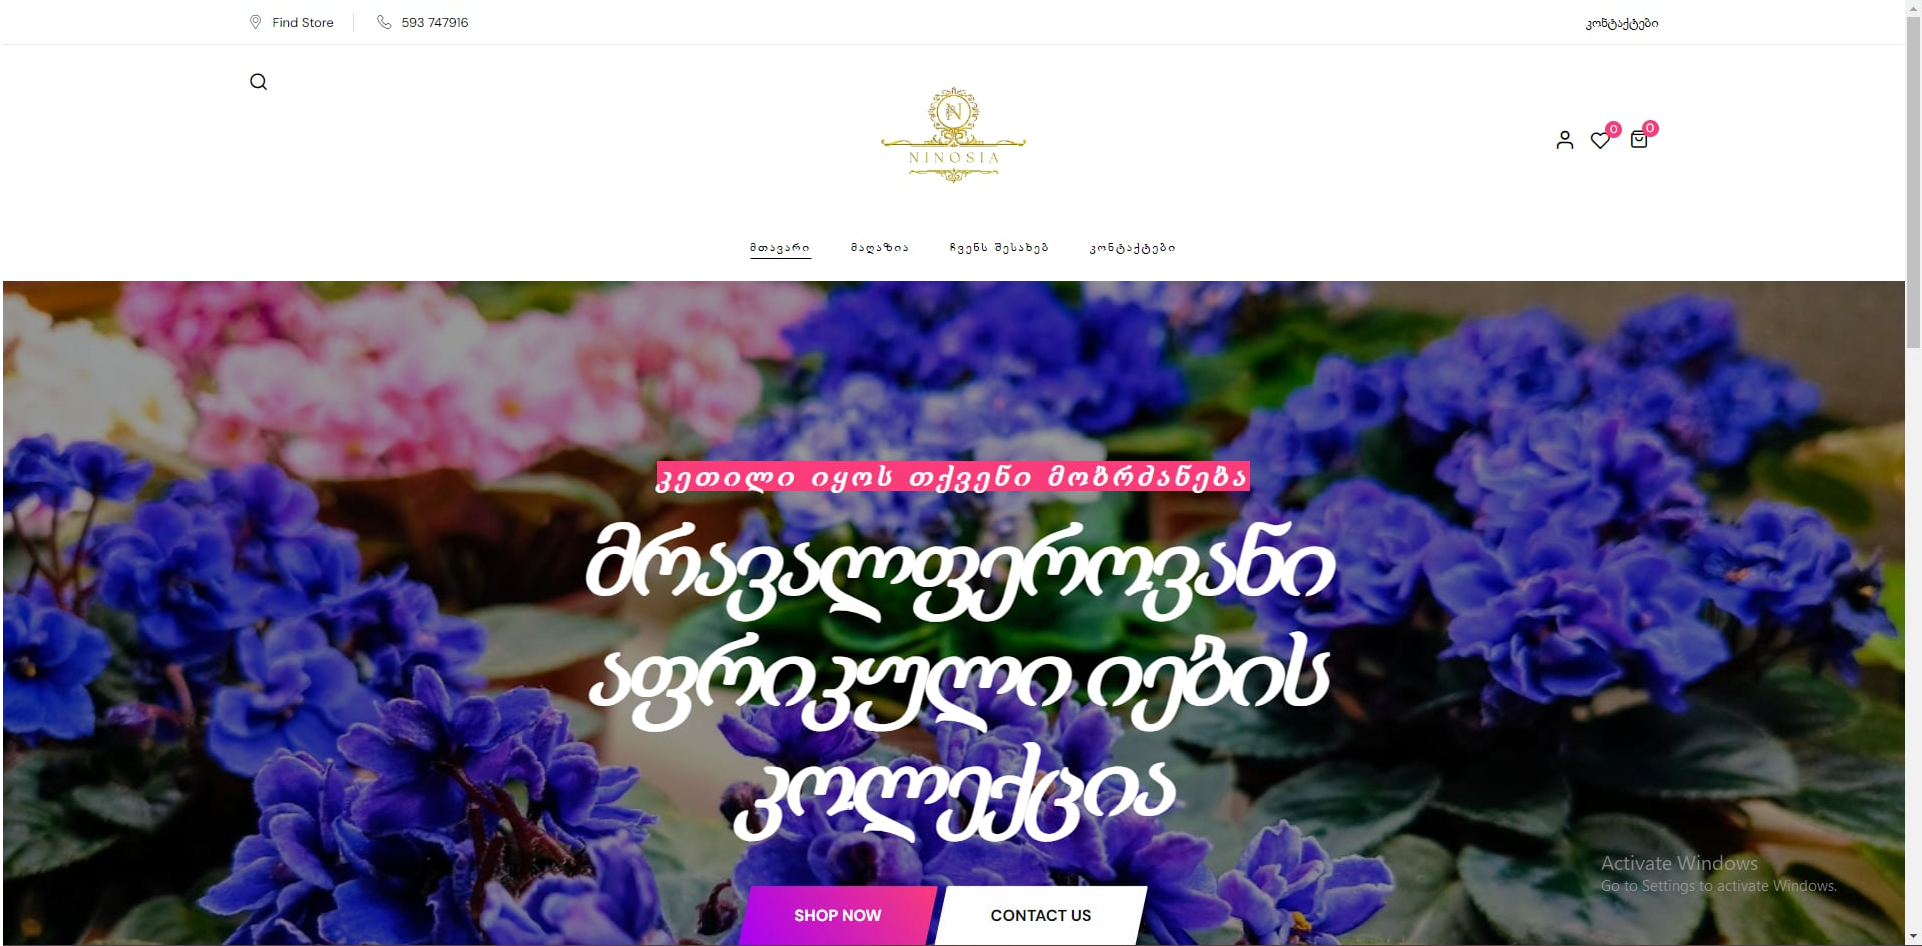 Find Store
593 747916
კონტაქტები
N
NINOSIA
0
0
მთავარი
მაღაზია
ჩვენს შესახებ
კონტაქტები
კეთილი იყოს თქვენი მობრძანება
მრავალფეროვანი
აფრიკული იების
კოლექცია
SHOP NOW
CONTACT US
Activate Windows
Go to Settings to activate Windows.